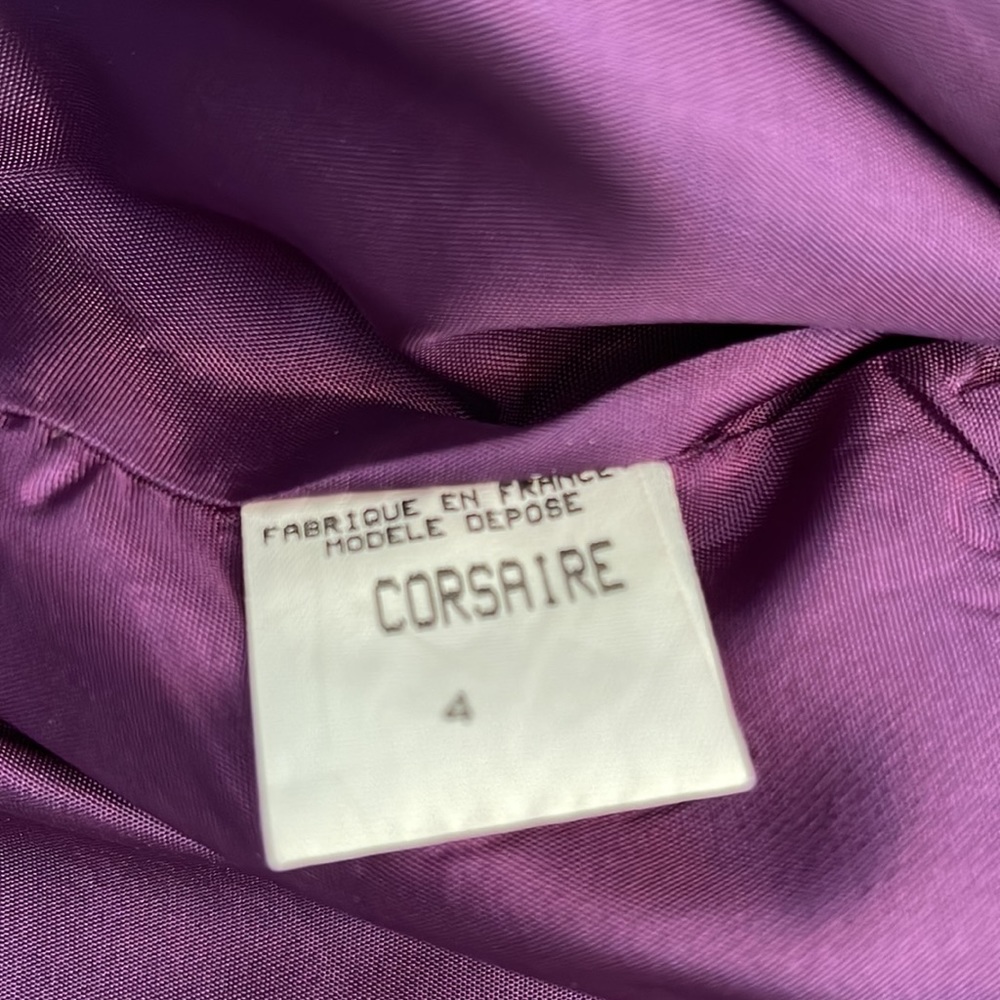 FABRIQUE EN FRANCE
MODELE DEPOSE
CORSAIRE
4